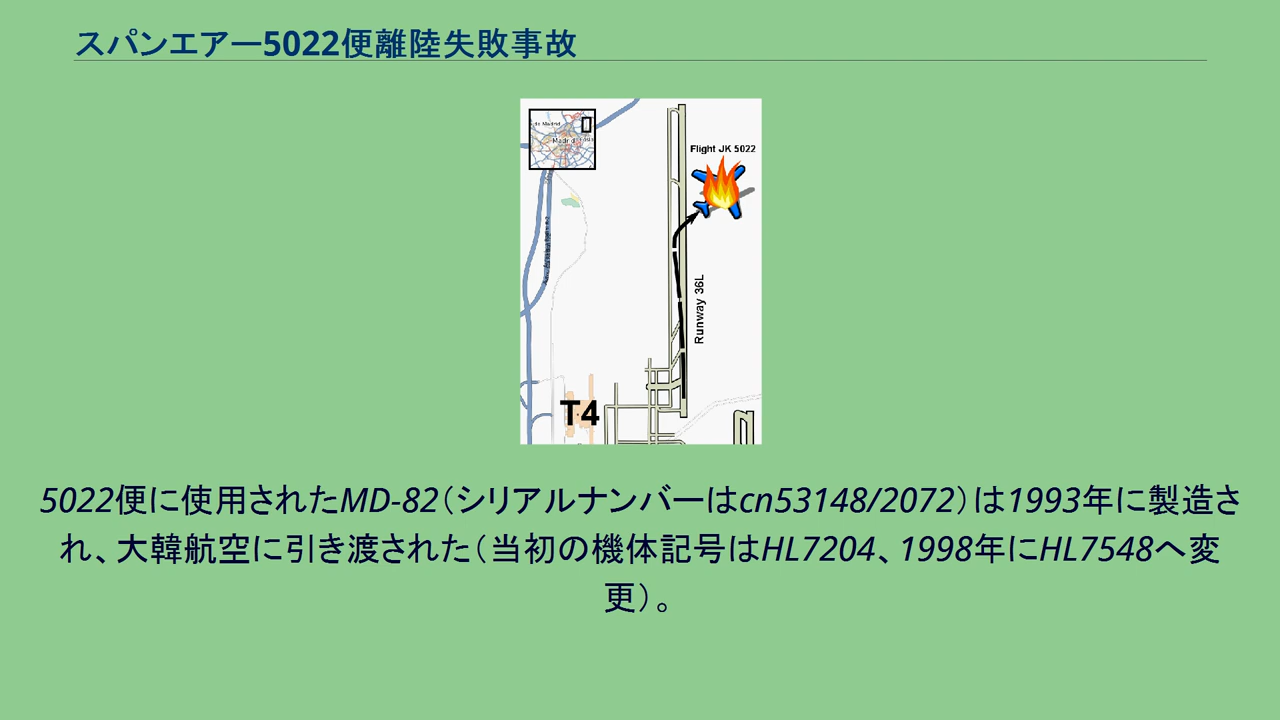 スパンエアー5022便離陸失敗事故
Madrid
Flight JK 5022
Runway 36L
T4
5022便に使用されたMD-82（シリアルナンバーはcn53148/2072）は1993年に製造さ
れ、大韓航空に引き渡された（当初の機体記号はHL7204、1998年にHL7548へ変
更）。